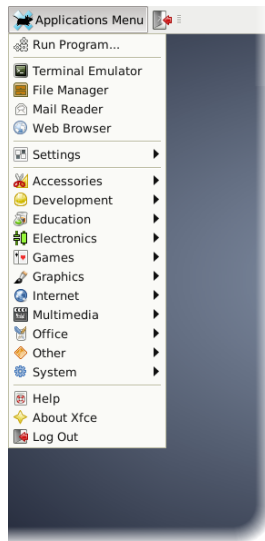 Applications Menu
Run Program...
Terminal Emulator
File Manager
Mail Reader
Web Browser
Settings
Accessories
Development
Education
Electronics
Games
Graphics
Internet
Multimedia
Office
Other
System
Help
About Xfce
Log Out